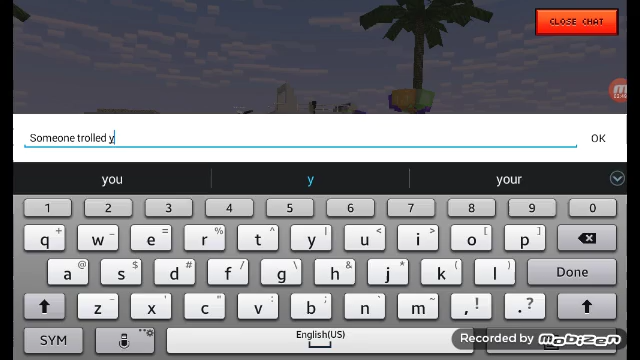 CLOSE CHAT
Someone trolled y
OK
you y your
1 2 3 4 5 6 7 8 9 0
q + w _ e = r % t ^ y | u < i > o [ p ]
a @ s $ d # f / g \ h & j * k ( l ) Done
z - x ' c " v : b ; n ~ m ~ , ! . ?
SYM English(US)
Recorded by mobizen